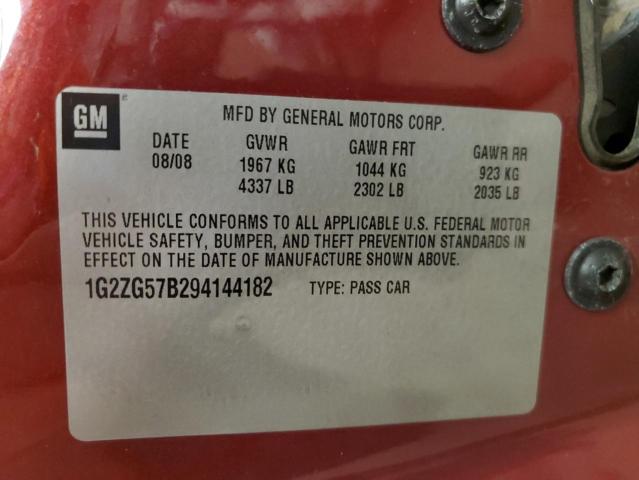 GM
MFD BY GENERAL MOTORS CORP.
DATE GVWR GAWR FRT GAWR RR
08/08 1967 KG 1044 KG 923 KG
4337 LB 2302 LB 2035 LB
THIS VEHICLE CONFORMS TO ALL APPLICABLE U.S. FEDERAL MOTOR
VEHICLE SAFETY, BUMPER, AND THEFT PREVENTION STANDARDS IN
EFFECT ON THE DATE OF MANUFACTURE SHOWN ABOVE.
1G2ZG57B294144182 TYPE: PASS CAR